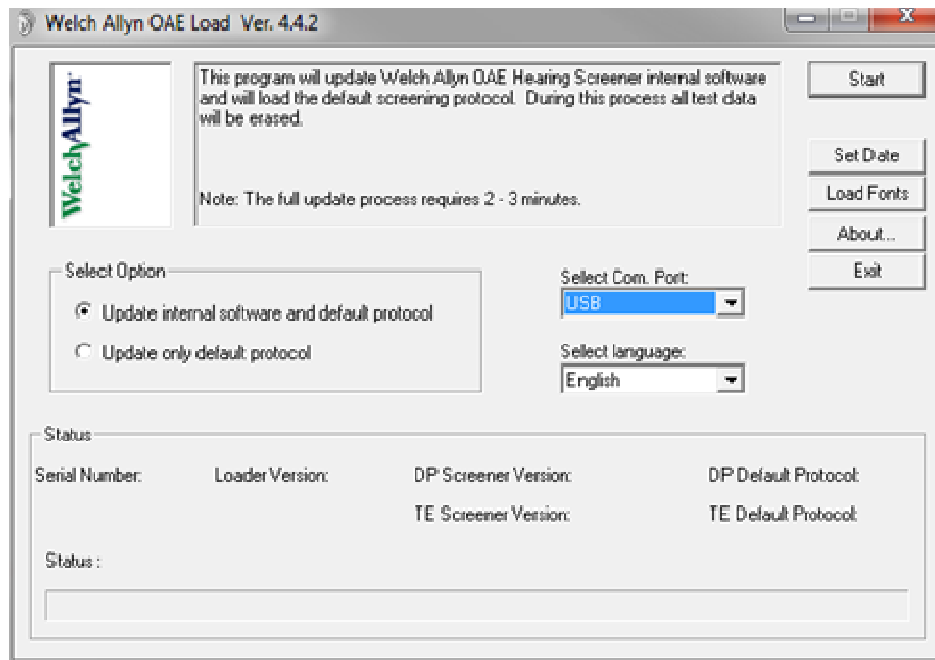 Welch Allyn OAE Load Ver. 4.4.2
WelchAllyn
This program will update Welch Allyn OAE Hearing Screener internal software
and will load the default screening protocol. During this process all test data
will be erased.
Note: The full update process requires 2 - 3 minutes.
Start
Set Date
Load Fonts
About...
Exit
Select Option
Update internal software and default protocol
Update only default protocol
Select Com. Port:
USB
Select language:
English
Status
Serial Number: Loader Version: DP Screener Version: DP Default Protocol:
TE Screener Version: TE Default Protocol:
Status :